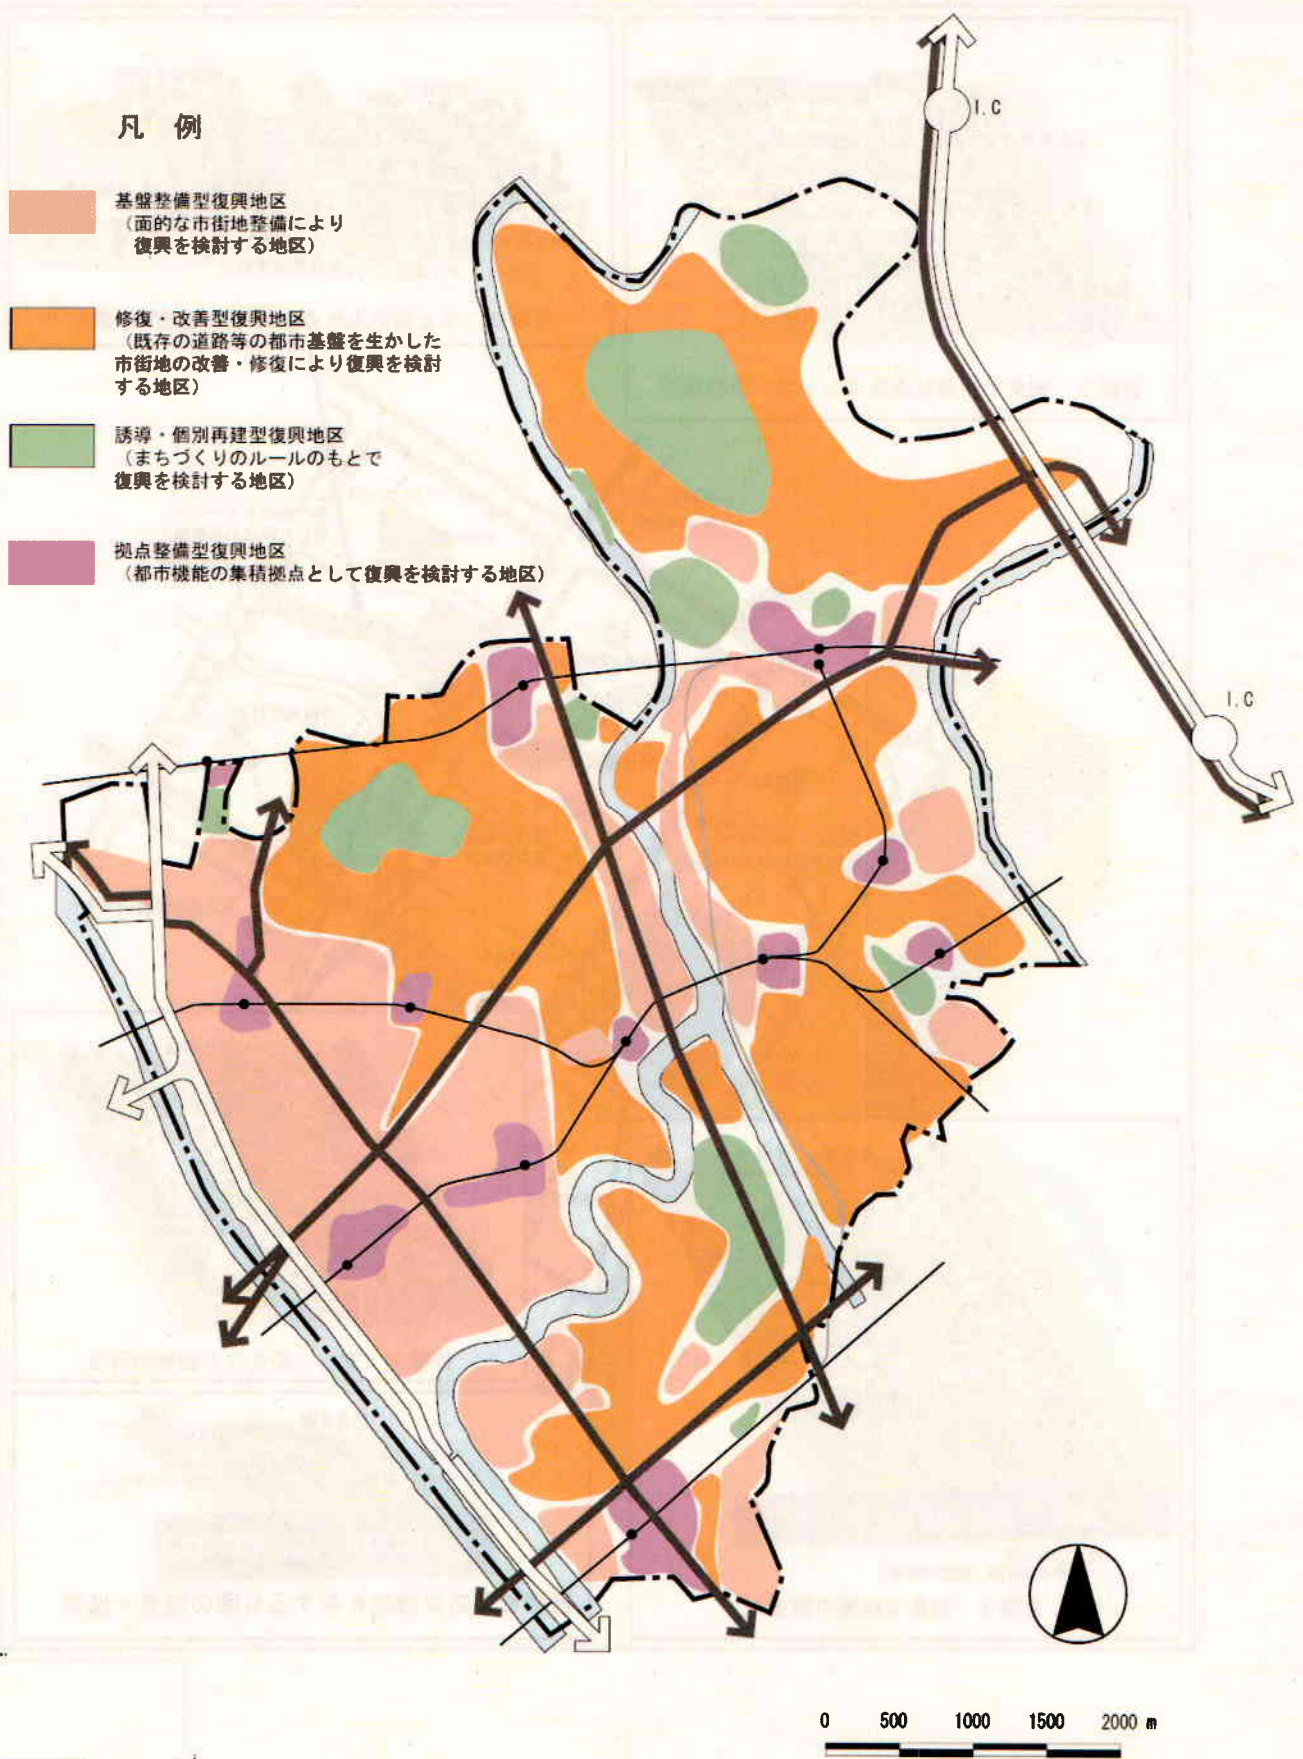 凡 例
基盤整備型復興地区
(面的な市街地整備により
復興を検討する地区)
修復・改善型復興地区
(既存の道路等の都市基盤を生かした
市街地の改善・修復により復興を検討
する地区)
誘導・個別再建型復興地区
(まちづくりのルールのもとで
復興を検討する地区)
拠点整備型復興地区
(都市機能の集積拠点として復興を検討する地区)
I.C
I.C
0 500 1000 1500 2000 m